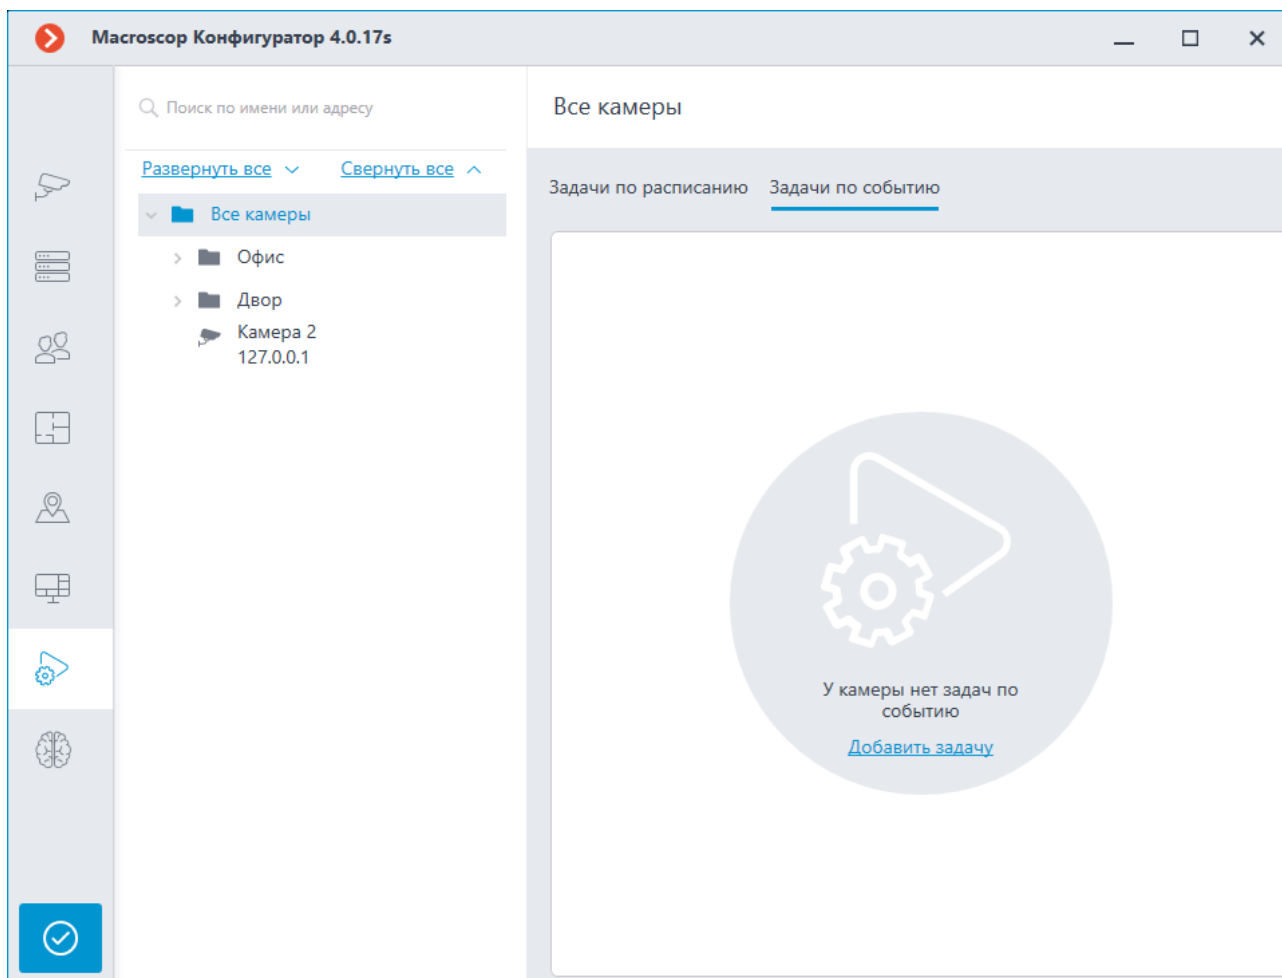 Macroscop Конфигуратор 4.0.17s
Поиск по имени или адресу
Развернуть все
Свернуть все
Все камеры
Офис
Двор
Камера 2
127.0.0.1
Все камеры
Задачи по расписанию
Задачи по событию
У камеры нет задач по
событию
Добавить задачу